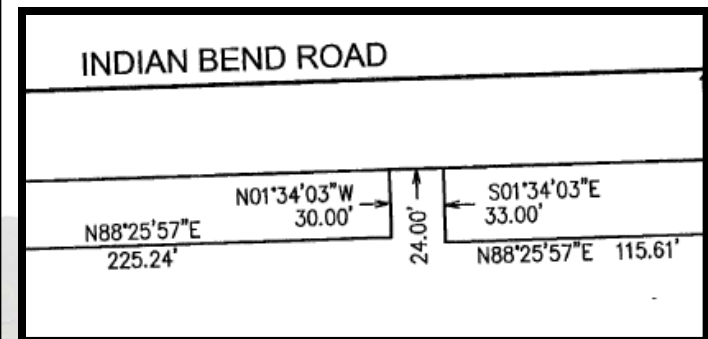 INDIAN BEND ROAD
N01°34'03"W
30.00'
S01°34'03"E
33.00'
N88°25'57"E
225.24'
24.00'
N88°25'57"E 115.61'